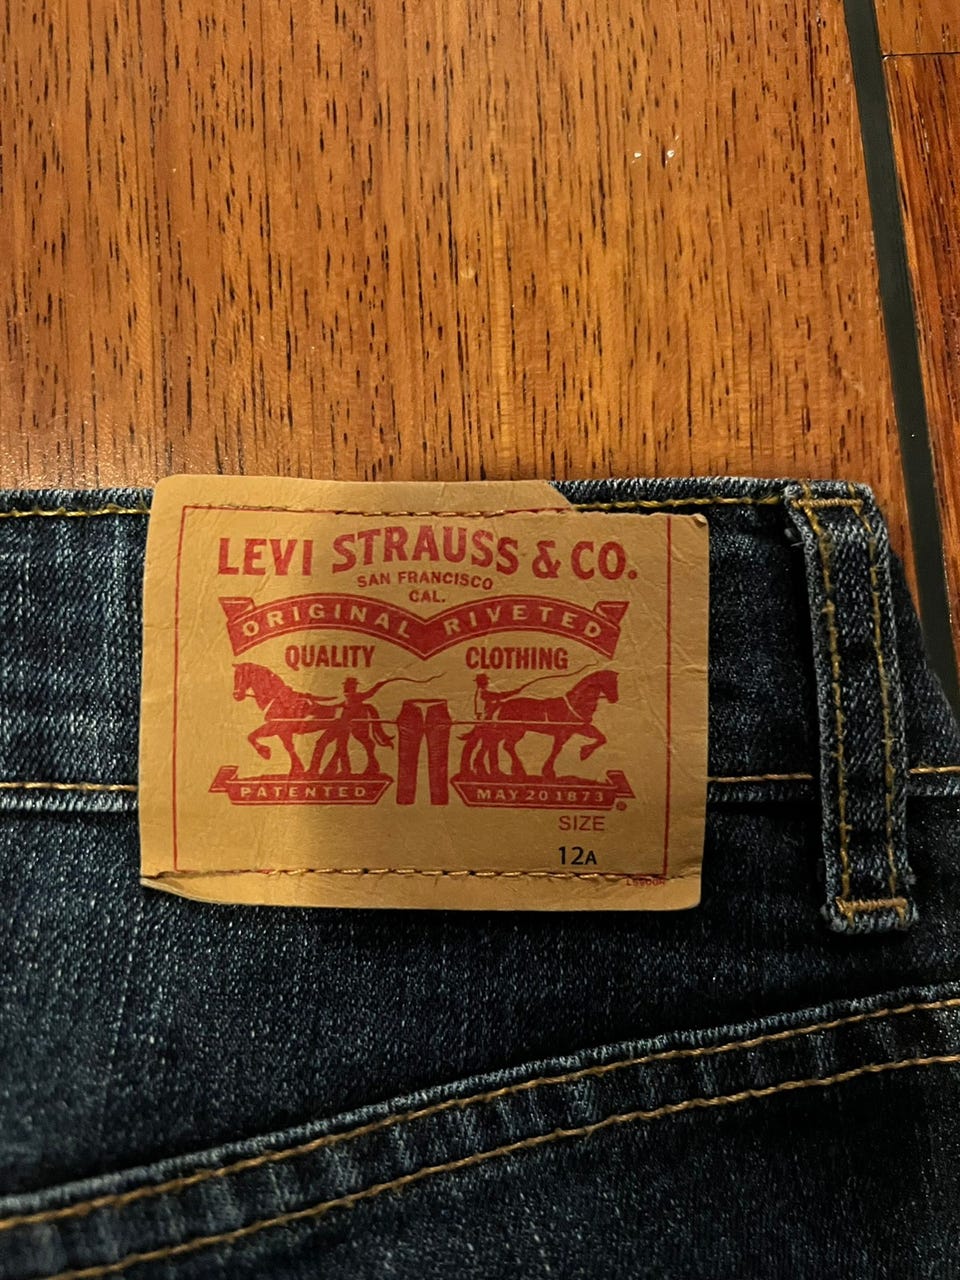 LEVI STRAUSS & CO.
SAN FRANCISCO
CAL.
ORIGINAL RIVETED
QUALITY CLOTHING
PATENTED MAY 20 1873 ®
SIZE
12A